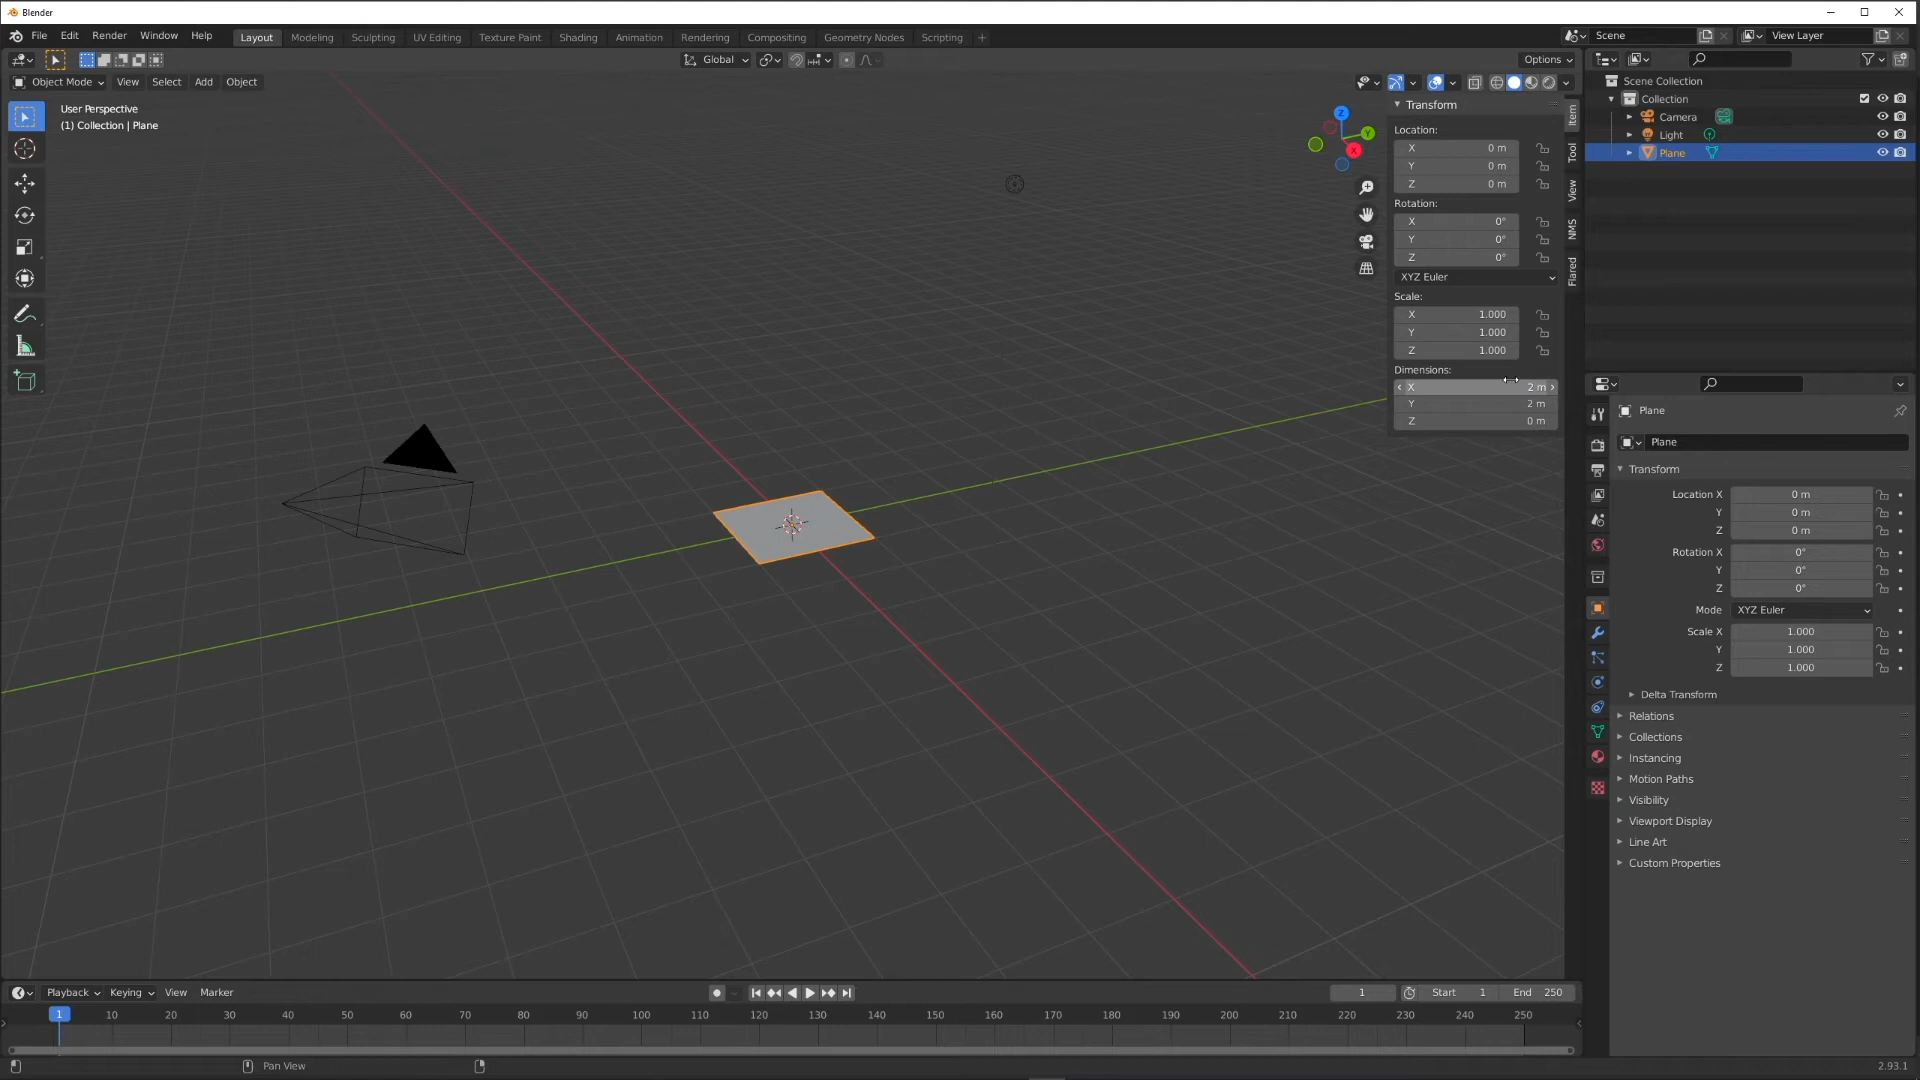 Blender
File Edit Render Window Help Layout Modeling Sculpting UV Editing Texture Paint Shading Animation Rendering Compositing Geometry Nodes Scripting + Scene View Layer
Global Options
Object Mode View Select Add Object
User Perspective
(1) Collection | Plane
Z
Y
X
Transform
Location:
X 0 m
Y 0 m
Z 0 m
Rotation:
X 0°
Y 0°
Z 0°
XYZ Euler
Scale:
X 1.000
Y 1.000
Z 1.000
Dimensions:
X 2 m
Y 2 m
Z 0 m
Item
Tool
View
NMS
Flared
Scene Collection
Collection
Camera
Light
Plane
Plane
Plane
Transform
Location X 0 m
Y 0 m
Z 0 m
Rotation X 0°
Y 0°
Z 0°
Mode XYZ Euler
Scale X 1.000
Y 1.000
Z 1.000
Delta Transform
Relations
Collections
Instancing
Motion Paths
Visibility
Viewport Display
Line Art
Custom Properties
Playback Keying View Marker 1 Start 1 End 250
1 10 20 30 40 50 60 70 80 90 100 110 120 130 140 150 160 170 180 190 200 210 220 230 240 250
Pan View 2.93.1